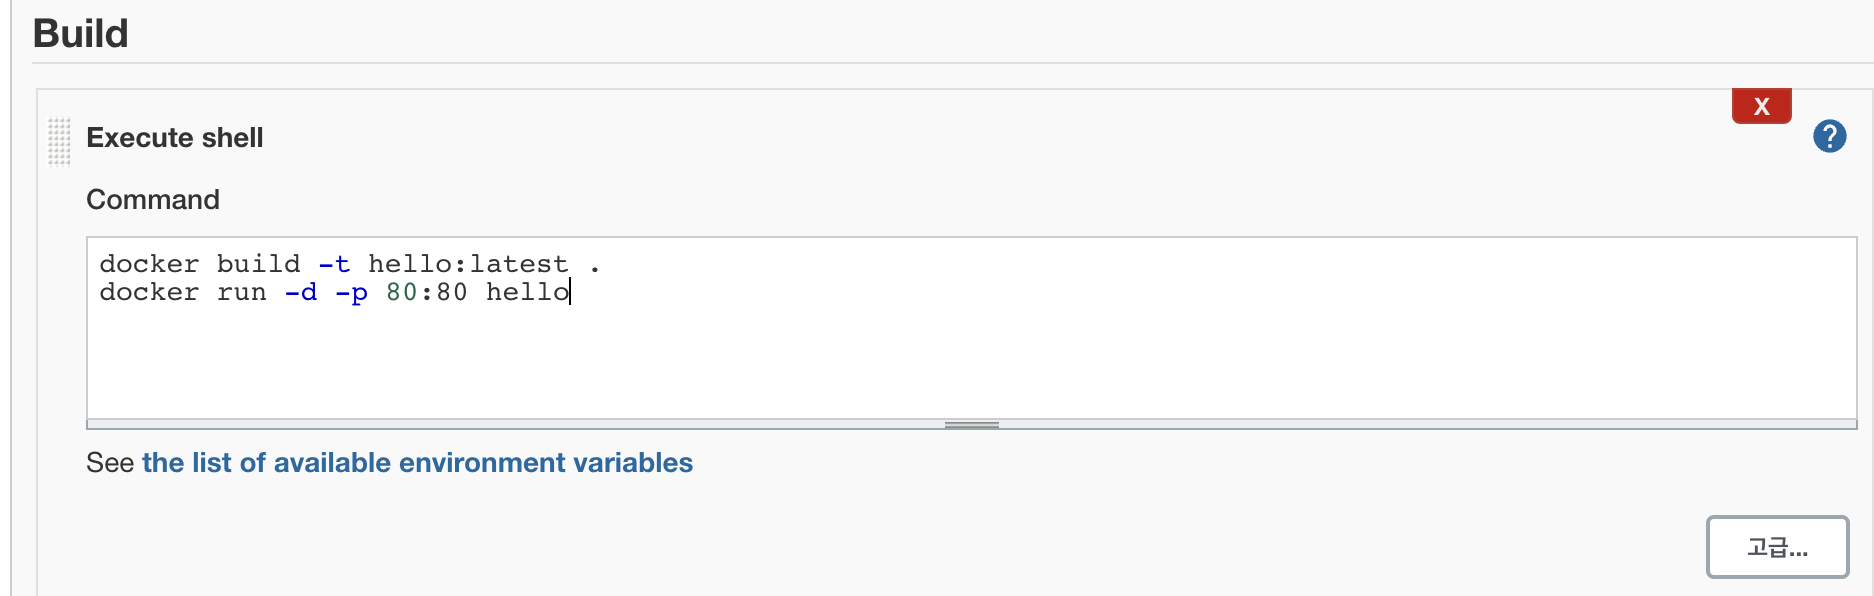 Build
X
Execute shell
?
Command
docker build -t hello:latest .
docker run -d -p 80:80 hello
See the list of available environment variables
고급...